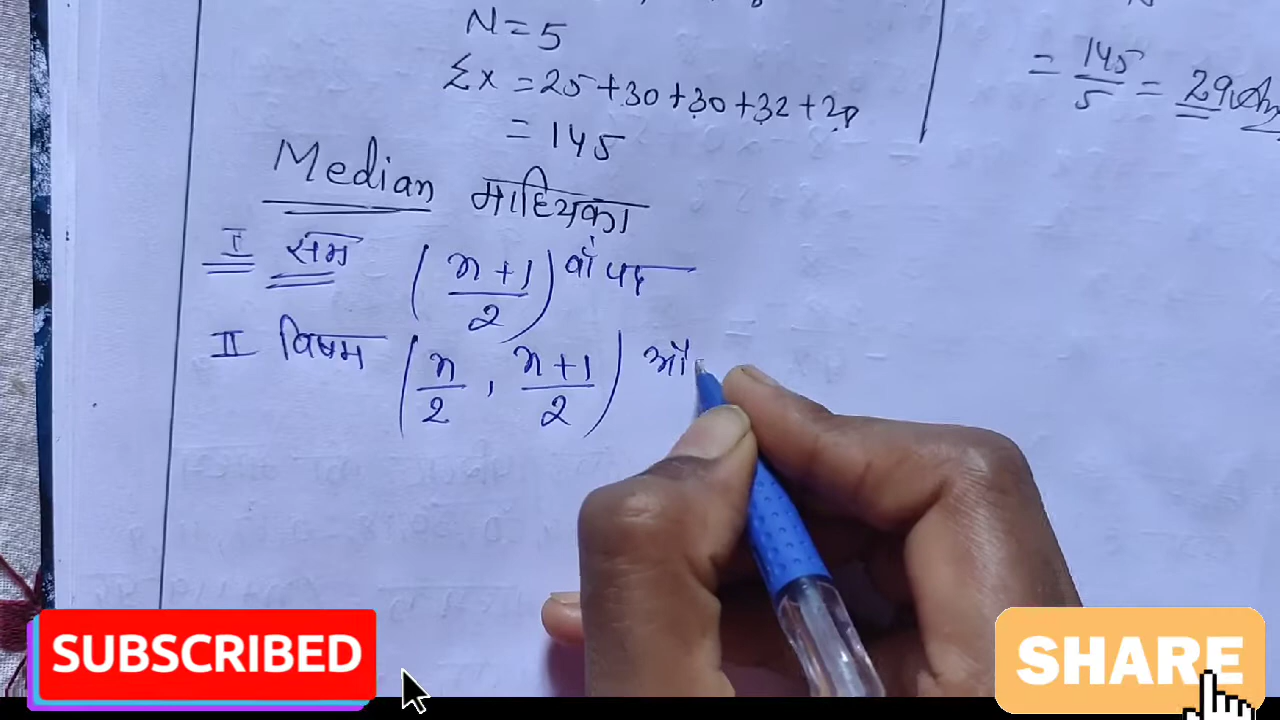 N = 5
Σx = 25 + 30 + 30 + 32 + 28
= 145
= 145/5 = 29 Ans
Median माध्यिका
I सम (n+1/2) वाँ पद
II विषम (n/2 , n+1/2) औ
SUBSCRIBED
SHARE